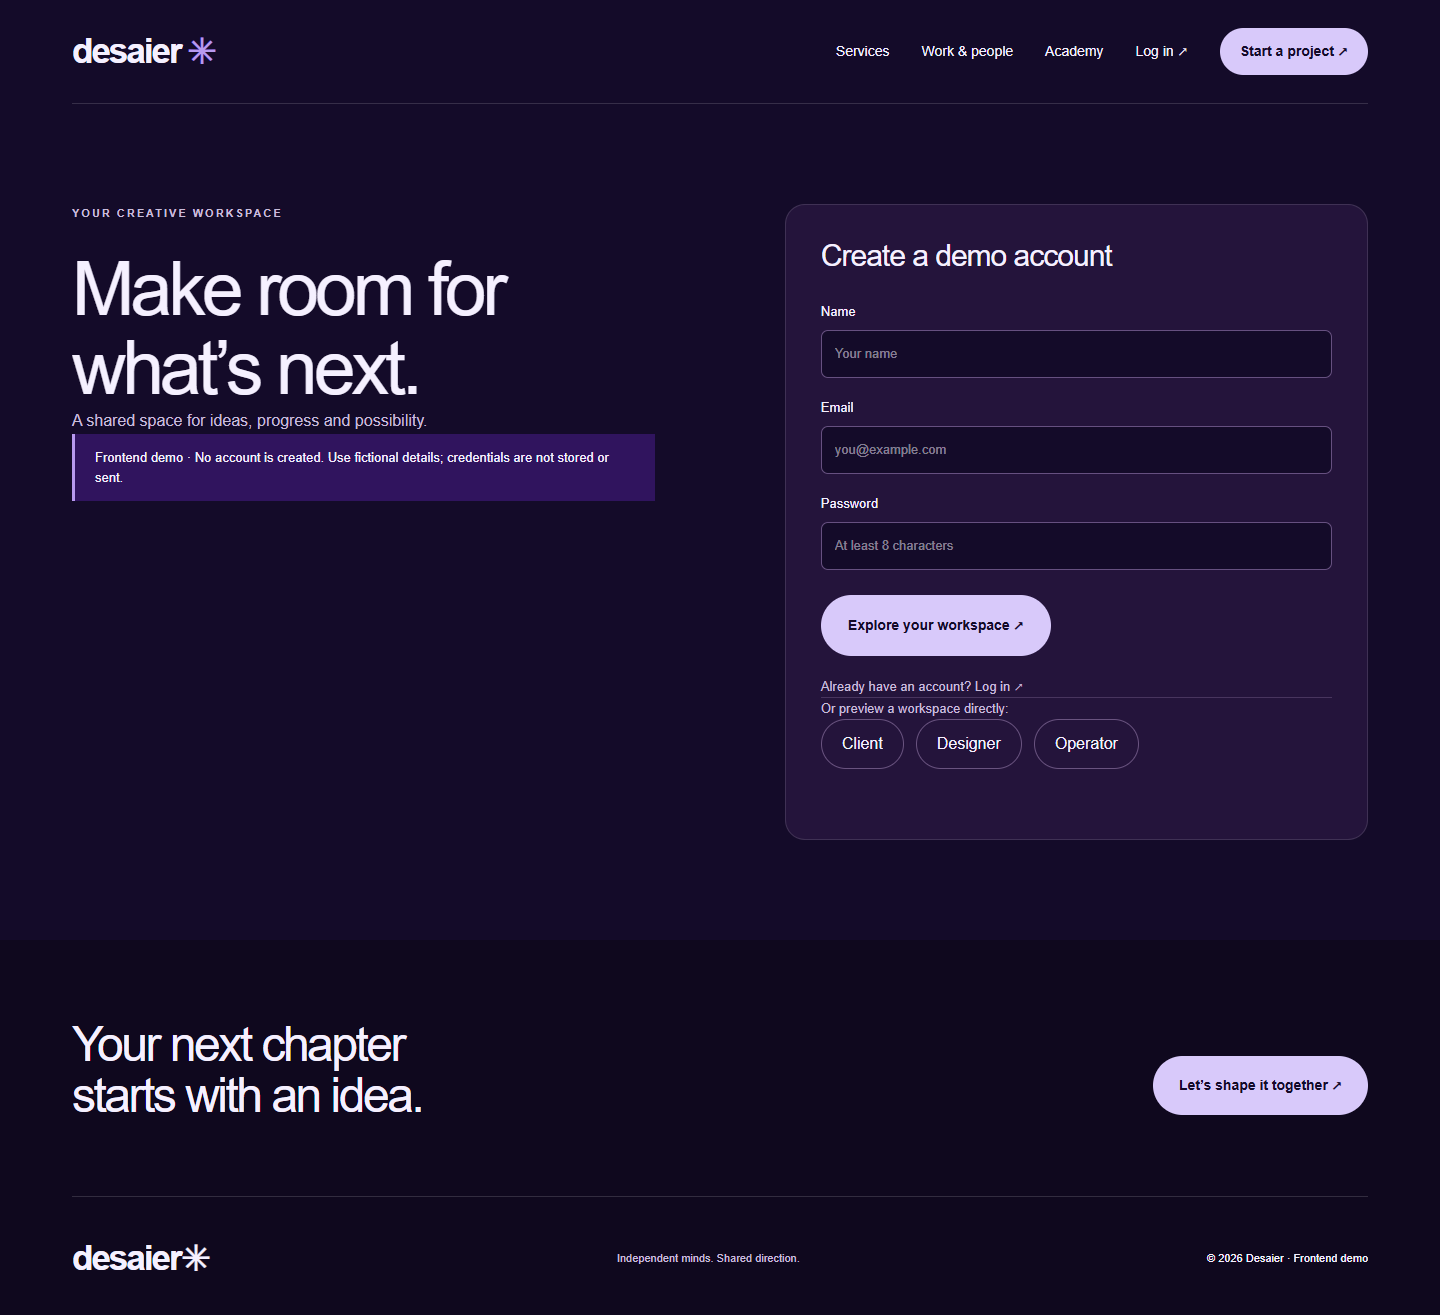 desaier ✳
Services
Work & people
Academy
Log in ↗
Start a project ↗
YOUR CREATIVE WORKSPACE
Make room for
what’s next.
A shared space for ideas, progress and possibility.
Frontend demo · No account is created. Use fictional details; credentials are not stored or
sent.
Create a demo account
Name
Your name
Email
you@example.com
Password
At least 8 characters
Explore your workspace ↗
Already have an account? Log in ↗
Or preview a workspace directly:
Client
Designer
Operator
Your next chapter
starts with an idea.
Let’s shape it together ↗
desaier✳
Independent minds. Shared direction.
© 2026 Desaier · Frontend demo